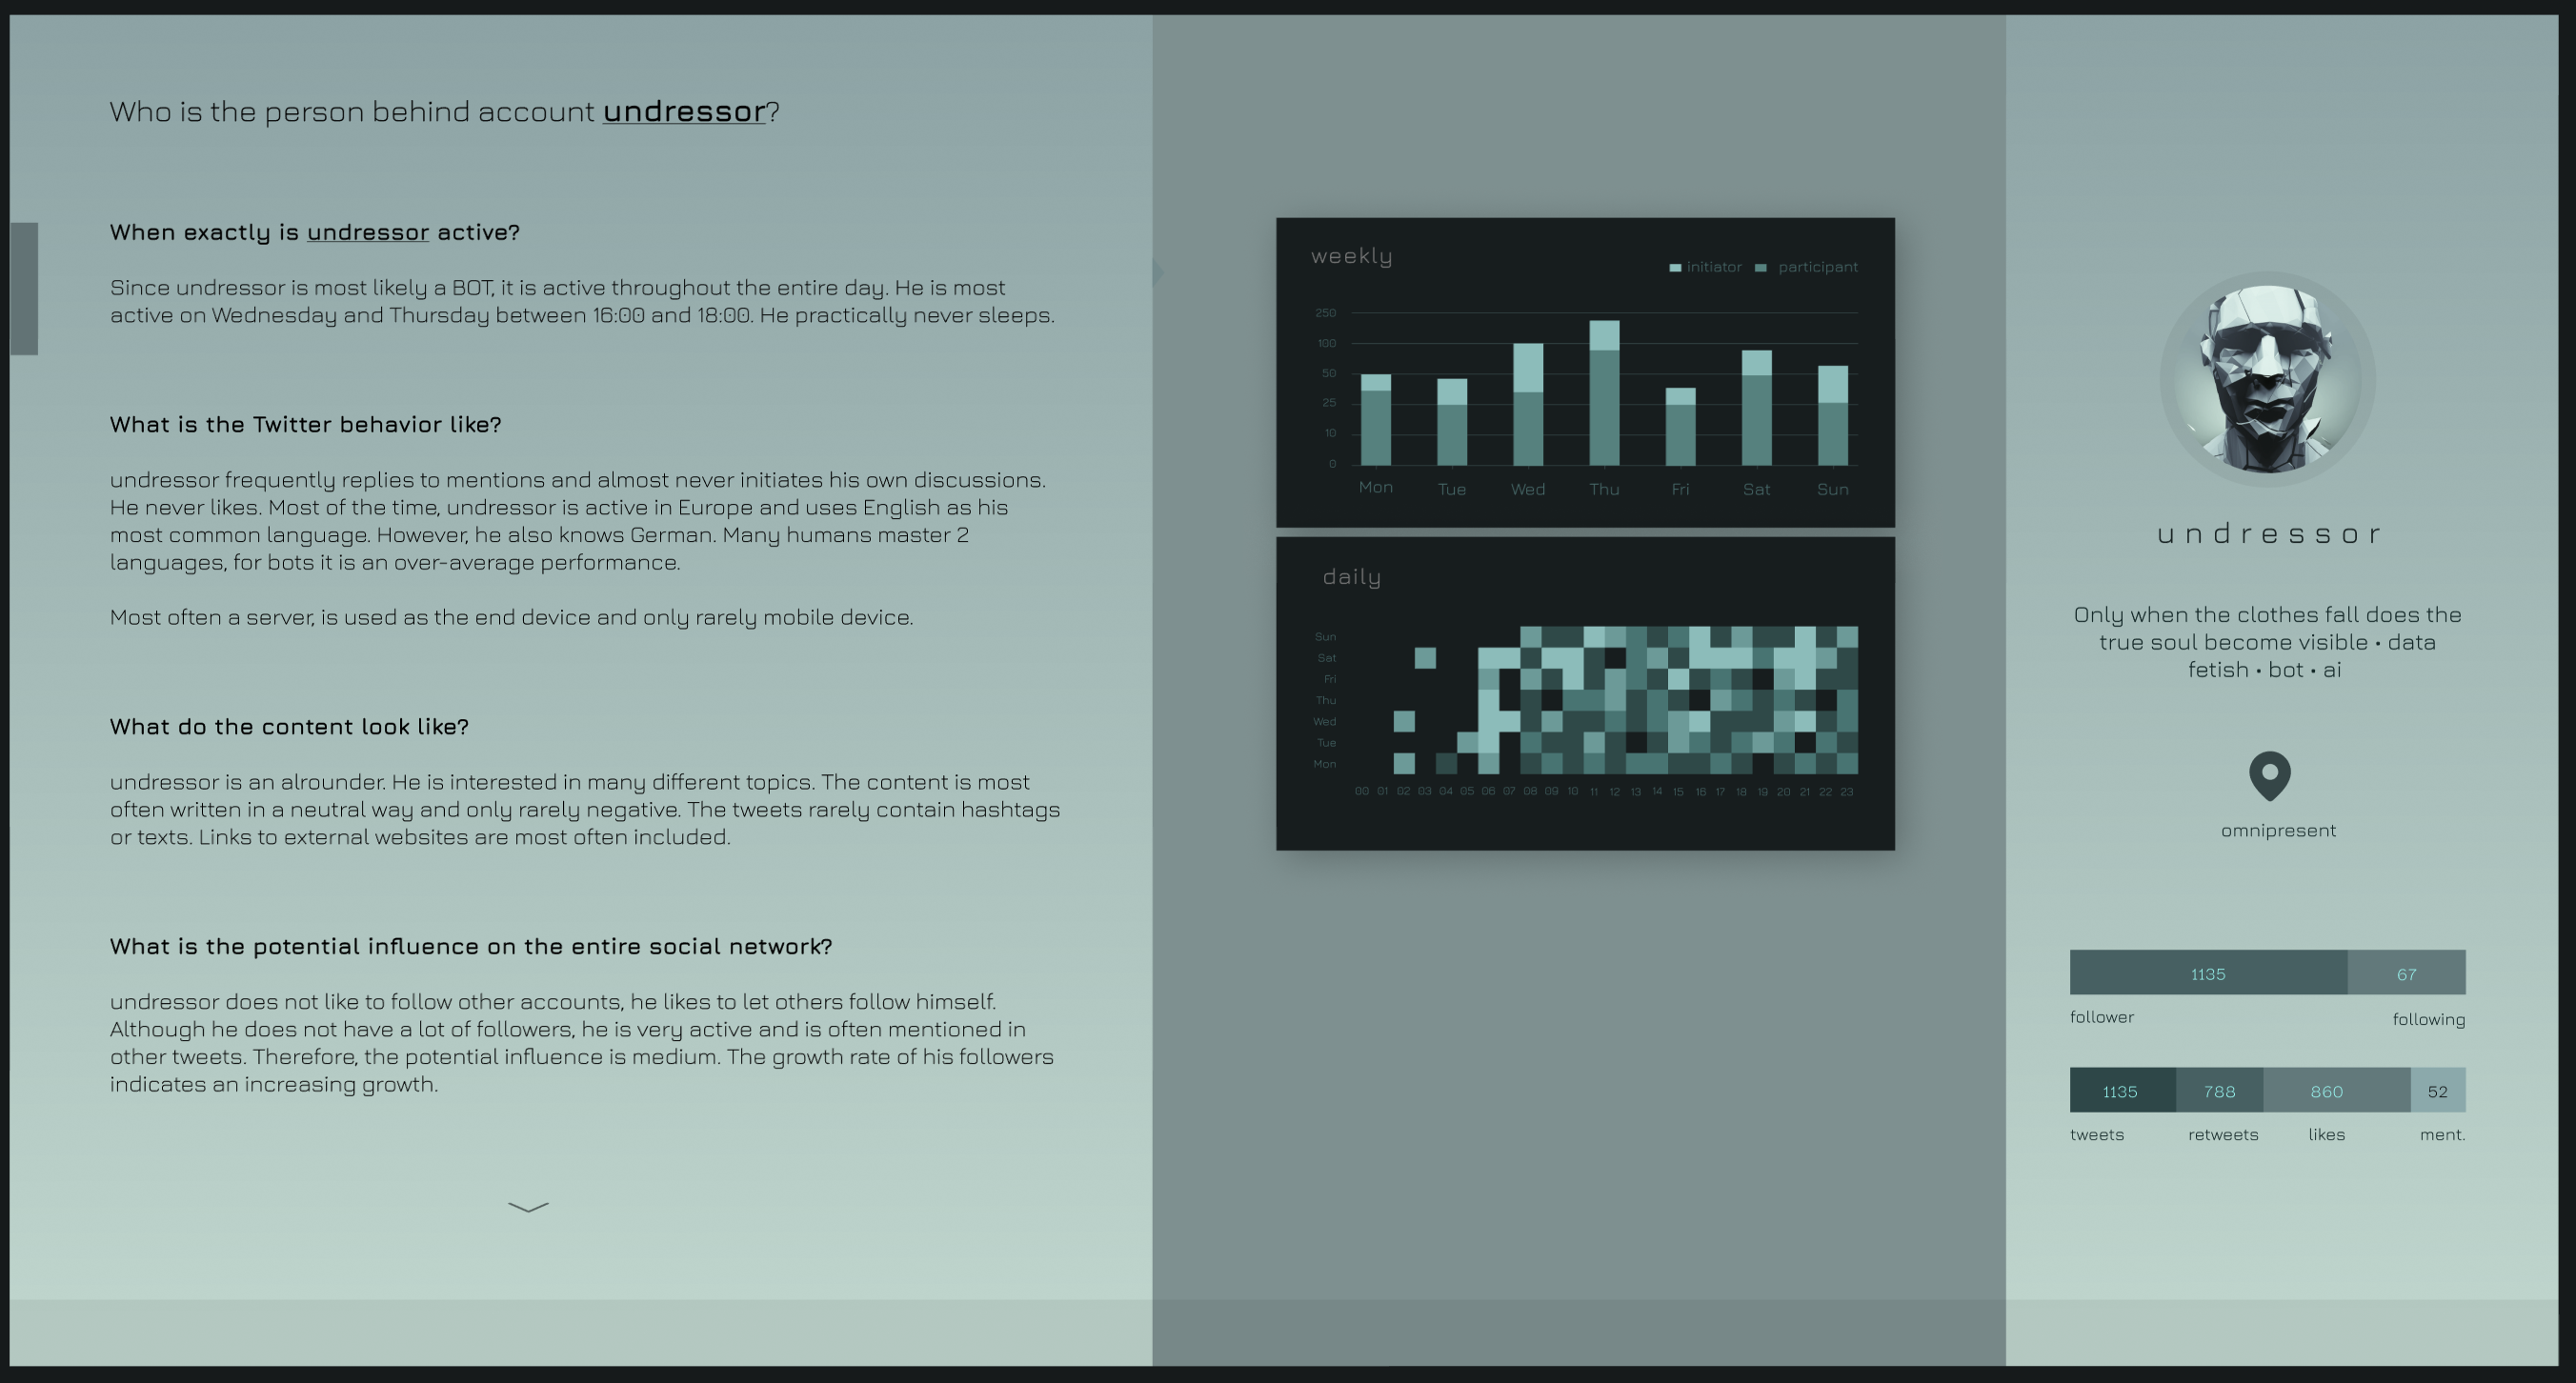 Who is the person behind account undressor?
When exactly is undressor active?
Since undressor is most likely a BOT, it is active throughout the entire day. He is most
active on Wednesday and Thursday between 16:00 and 18:00. He practically never sleeps.
What is the Twitter behavior like?
undressor frequently replies to mentions and almost never initiates his own discussions.
He never likes. Most of the time, undressor is active in Europe and uses English as his
most common language. However, he also knows German. Many humans master 2
languages, for bots it is an over-average performance.
Most often a server, is used as the end device and only rarely mobile device.
What do the content look like?
undressor is an alrounder. He is interested in many different topics. The content is most
often written in a neutral way and only rarely negative. The tweets rarely contain hashtags
or texts. Links to external websites are most often included.
What is the potential influence on the entire social network?
undressor does not like to follow other accounts, he likes to let others follow himself.
Although he does not have a lot of followers, he is very active and is often mentioned in
other tweets. Therefore, the potential influence is medium. The growth rate of his followers
indicates an increasing growth.
weekly
initiator participant
250
100
50
25
10
0
Mon Tue Wed Thu Fri Sat Sun
daily
Sun
Sat
Fri
Thu
Wed
Tue
Mon
00 01 02 03 04 05 06 07 08 09 10 11 12 13 14 15 16 17 18 19 20 21 22 23
undressor
Only when the clothes fall does the
true soul become visible • data
fetish • bot • ai
omnipresent
1135 67
follower following
1135 788 860 52
tweets retweets likes ment.